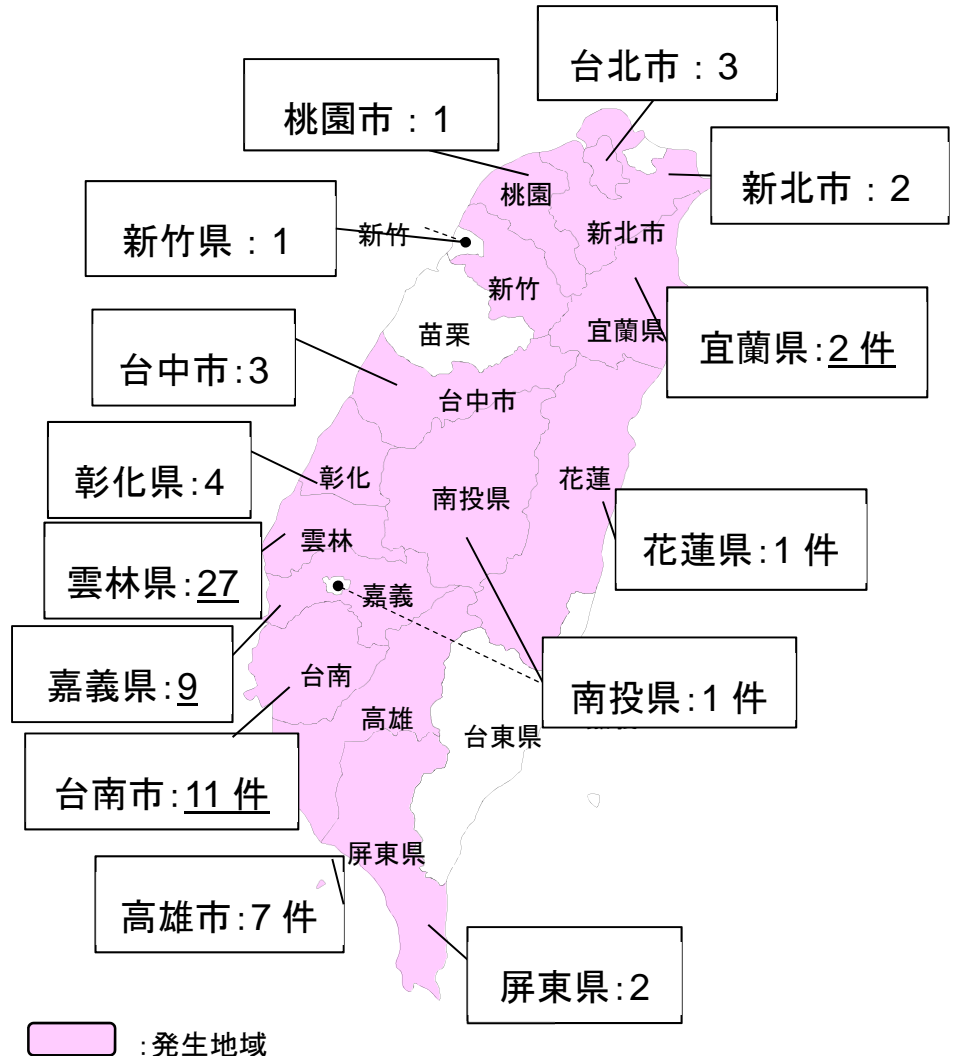 台北市：3
桃園市：1
新北市：2
桃園
新竹県：1
新竹
新北市
新竹
宜蘭県
宜蘭県:2 件
苗栗
台中市:3
台中市
彰化県:4
彰化
南投県
花蓮
花蓮県:1 件
雲林
雲林県:27
嘉義
嘉義県:9
台南
南投県:1 件
高雄
台東県
台南市:11 件
屏東県
高雄市:7 件
屏東県:2
:発生地域